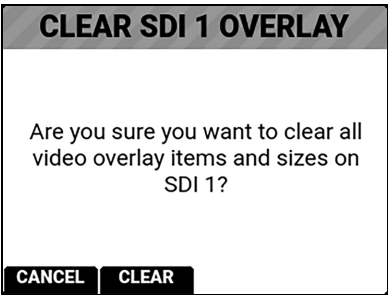 CLEAR SDI 1 OVERLAY
Are you sure you want to clear all
video overlay items and sizes on
SDI 1?
CANCEL CLEAR